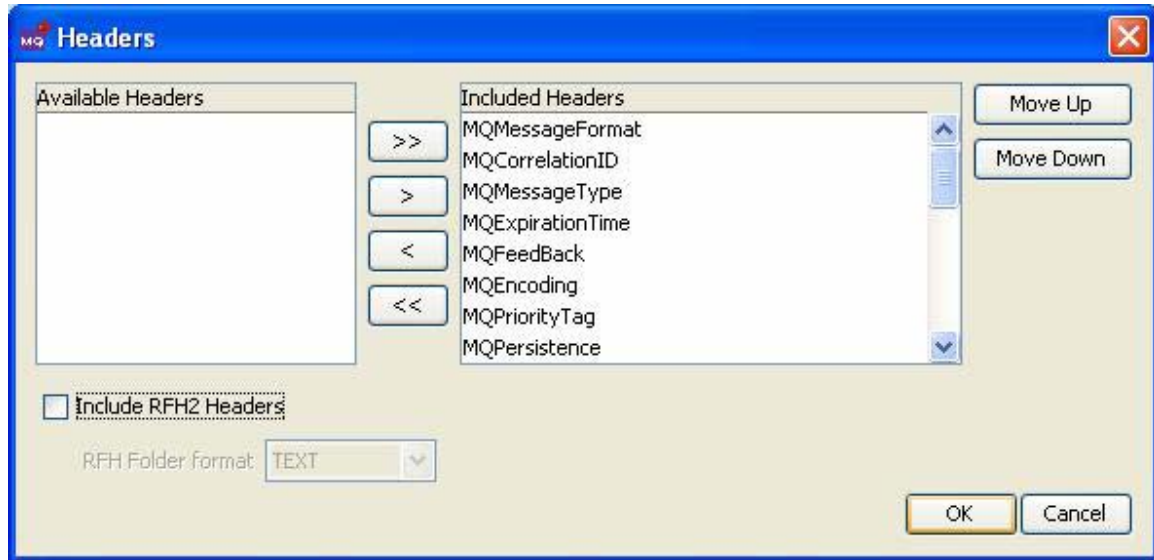 MQ Headers
Available Headers
Included Headers
Move Up
Move Down
>>
>
<
<<
MQMessageFormat
MQCorrelationID
MQMessageType
MQExpirationTime
MQFeedBack
MQEncoding
MQPriorityTag
MQPersistence
Include RFH2 Headers
RFH Folder format TEXT
OK Cancel